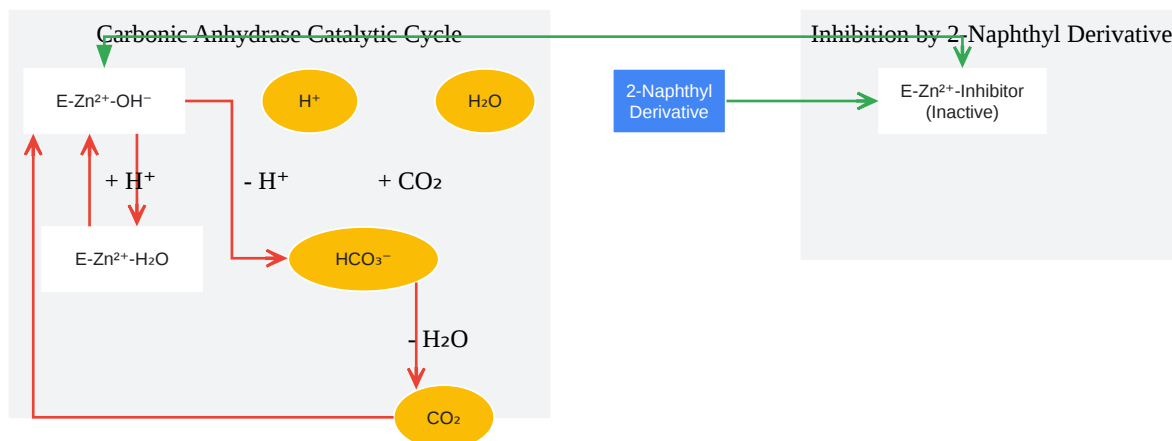 Carbonic Anhydrase Catalytic Cycle
Inhibition by 2-Naphthyl Derivative
E-Zn²⁺-OH⁻
H⁺
H₂O
2-Naphthyl
Derivative
E-Zn²⁺-Inhibitor
(Inactive)
+ H⁺
- H⁺
+ CO₂
E-Zn²⁺-H₂O
HCO₃⁻
- H₂O
CO₂